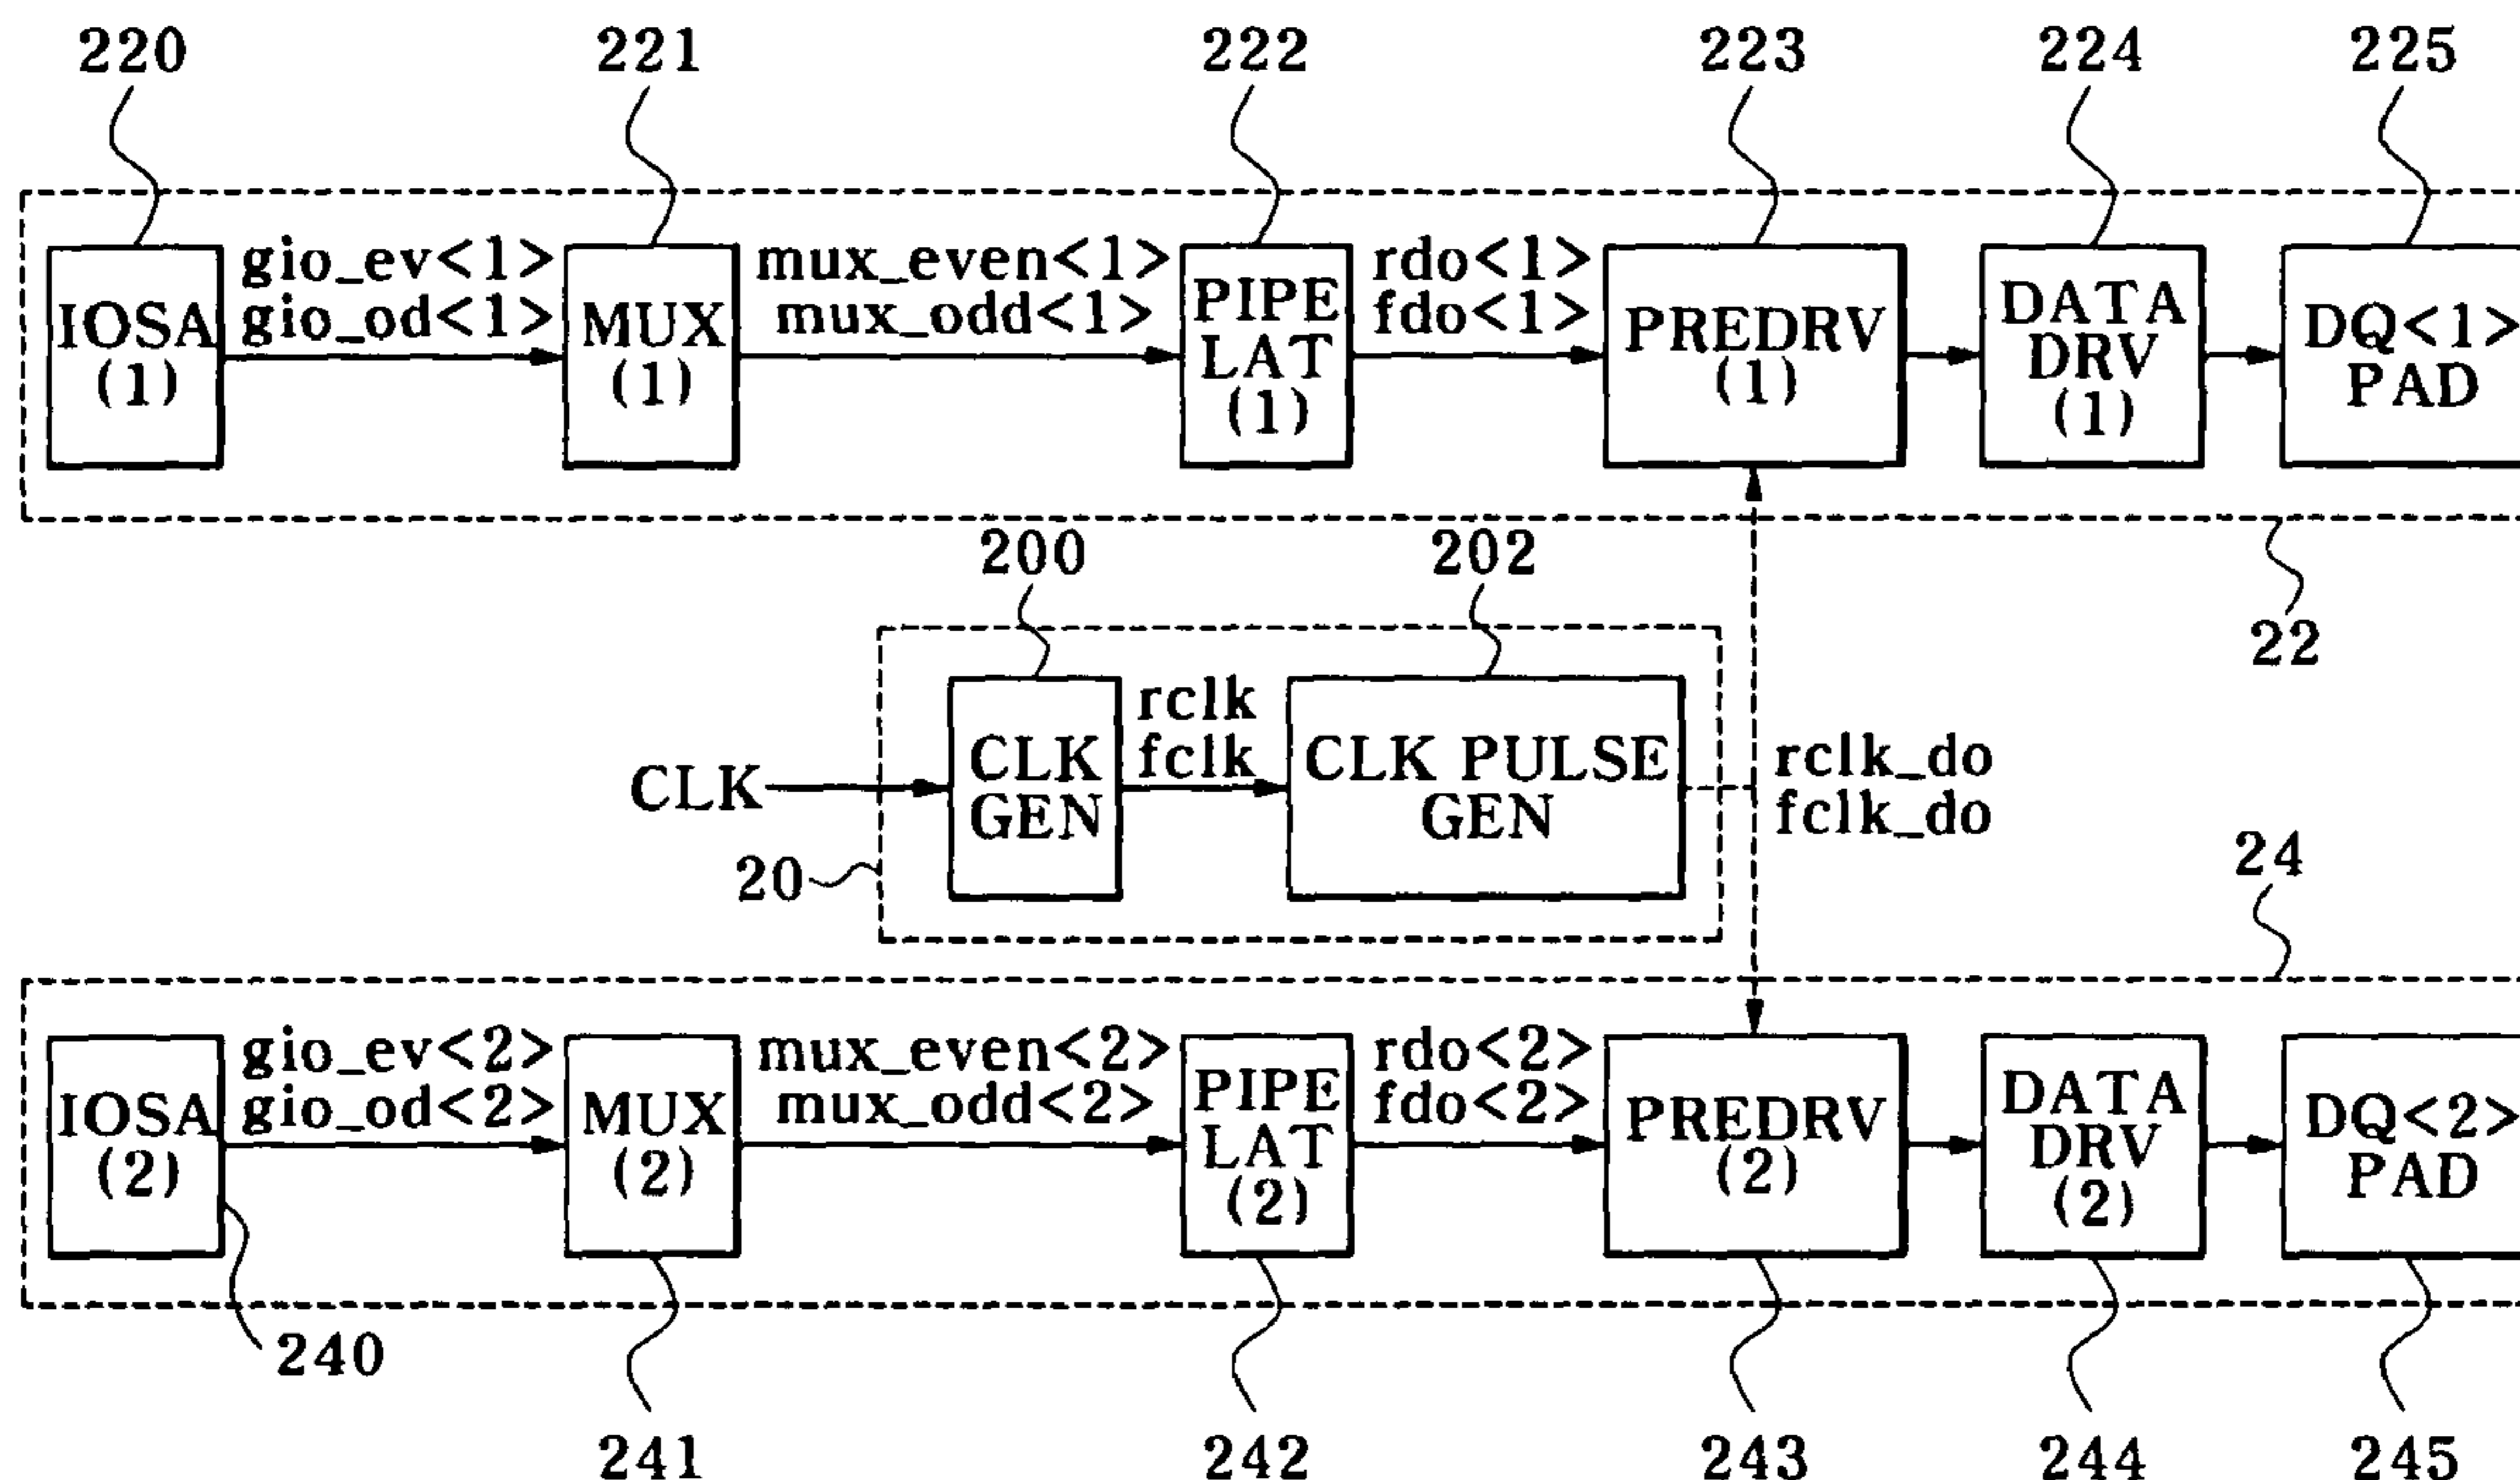 220 221 222 223 224 225
IOSA
(1)
gio_ev<1>
gio_od<1>
MUX
(1)
mux_even<1>
mux_odd<1>
PIPE
LAT
(1)
rdo<1>
fdo<1>
PREDRV
(1)
DATA
DRV
(1)
DQ<1>
PAD
22
200 202
CLK
CLK
GEN
rclk
fclk
CLK PULSE
GEN
rclk_do
fclk_do
20
24
IOSA
(2)
gio_ev<2>
gio_od<2>
MUX
(2)
mux_even<2>
mux_odd<2>
PIPE
LAT
(2)
rdo<2>
fdo<2>
PREDRV
(2)
DATA
DRV
(2)
DQ<2>
PAD
240
241 242 243 244 245